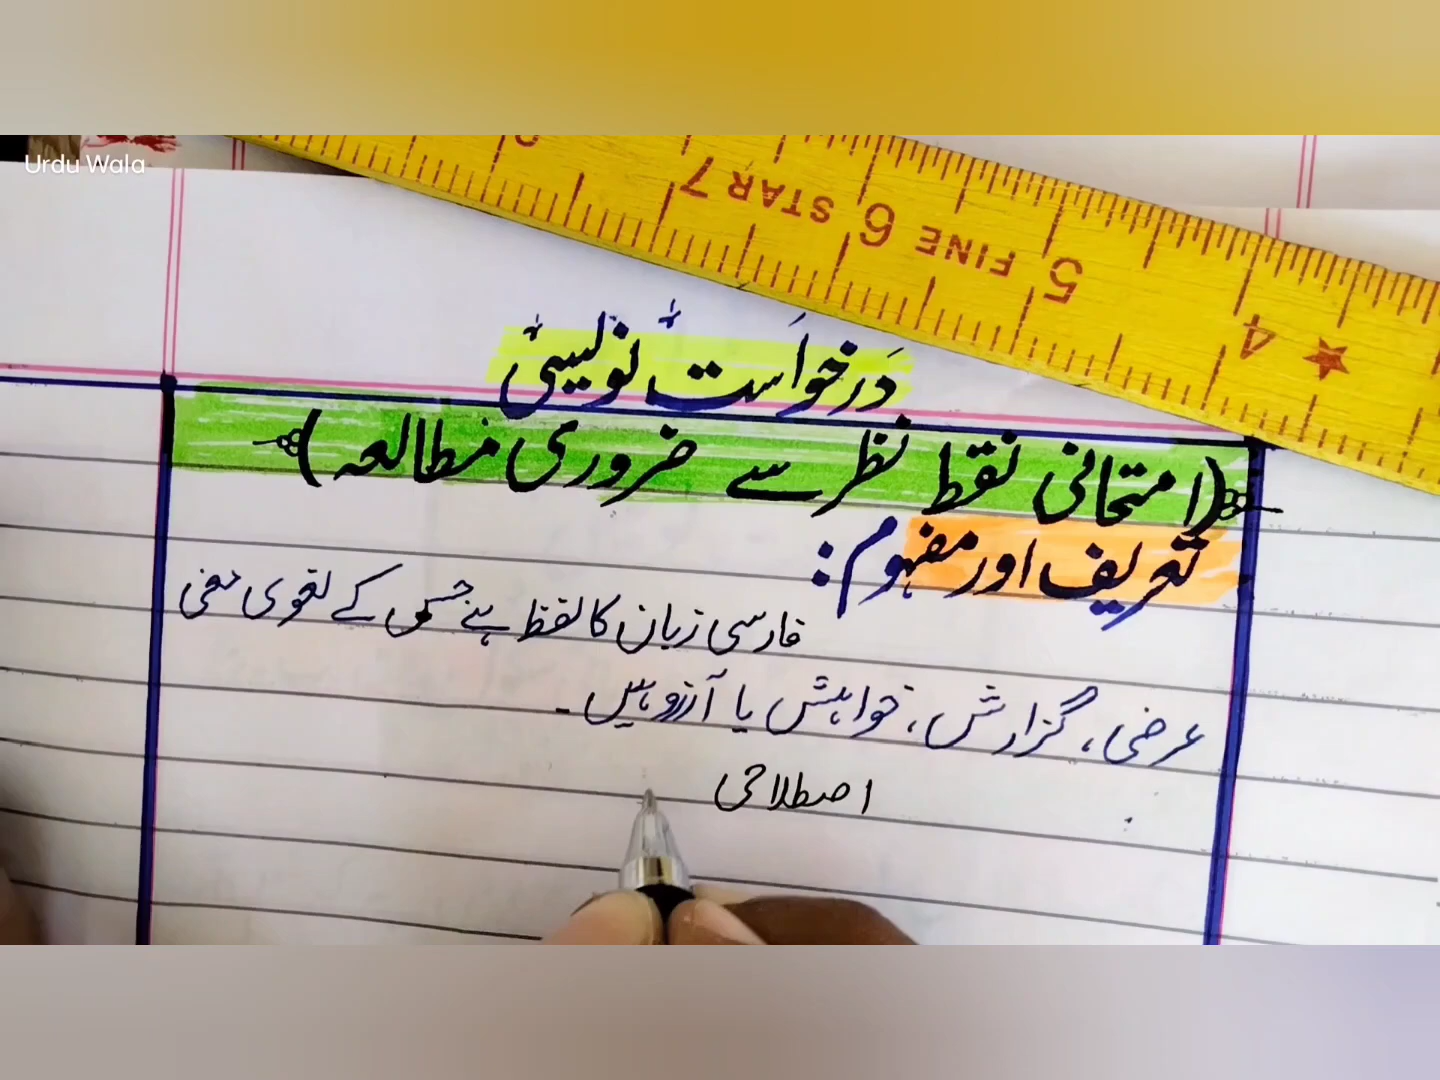 Urdu Wala
4 5 FINE 6 STAR 7
درخواست نویسی
(امتحانی نقطہ نظر سے ضروری مطالعہ)
تعریف اور مفہوم:
فارسی زبان کا لفظ ہے جس کے لغوی معنی
عرضی، گزارش، خواہش یا آرزو ہیں۔
اصطلاحی